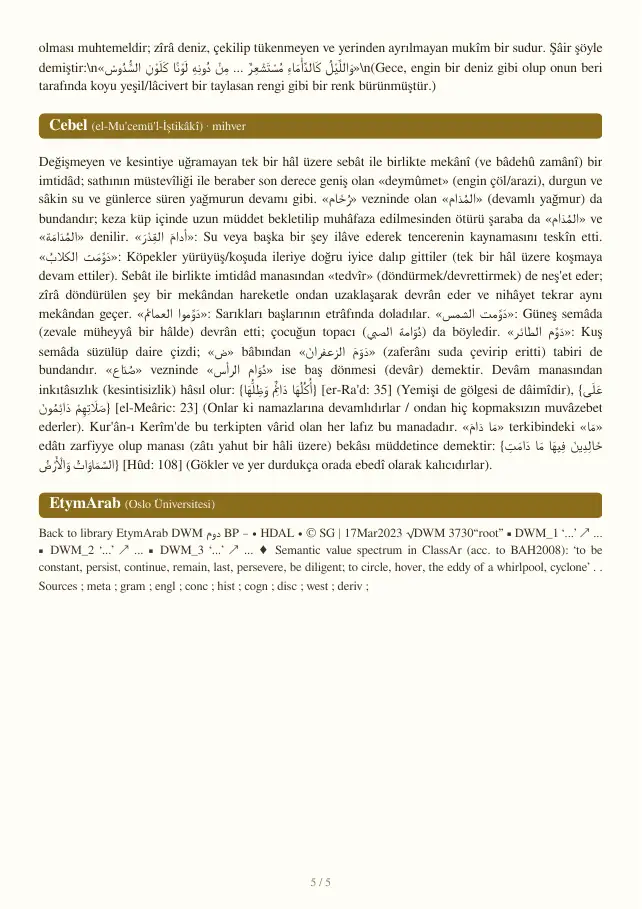 olması muhtemeldir; zîrâ deniz, çekilip tükenmeyen ve yerinden ayrılmayan mukîm bir sudur. Şâir şöyle
demiştir:\n«وَاللَّيْلُ كَالدَّأْمَاءِ مُسْتَشْعِرٌ ... مِنْ دُونِهِ لَوْنًا كَلَوْنِ السُّدُوسْ»\n(Gece, engin bir deniz gibi olup onun beri
tarafında koyu yeşil/lâcivert bir taylasan rengi gibi bir renk bürünmüştür.)
Cebel (el-Mu'cemü'l-İştikâkî) · mihver
Değişmeyen ve kesintiye uğramayan tek bir hâl üzere sebât ile birlikte mekânî (ve bâdehû zamânî) bir
imtidâd; sathının müstevîliği ile beraber son derece geniş olan «deymûmet» (engin çöl/arazi), durgun ve
sâkin su ve günlerce süren yağmurun devamı gibi. «رُخَام» vezninde olan «المُدَام» (devamlı yağmur) da
bundandır; keza küp içinde uzun müddet bekletilip muhâfaza edilmesinden ötürü şaraba da «المُدَام» ve
«المُدَامَة» denilir. «أدامَ القِدْرَ»: Su veya başka bir şey ilâve ederek tencerenin kaynamasını teskîn etti.
«دَوَّمَت الكلابُ»: Köpekler yürüyüş/koşuda ileriye doğru iyice dalıp gittiler (tek bir hâl üzere koşmaya
devam ettiler). Sebât ile birlikte imtidâd manasından «tedvîr» (döndürmek/devrettirmek) de neş'et eder;
zîrâ döndürülen şey bir mekândan hareketle ondan uzaklaşarak devrân eder ve nihâyet tekrar aynı
mekândan geçer. «دَوَّموا العمائمَ»: Sarıkları başlarının etrâfında doladılar. «دَوَّمت الشمس»: Güneş semâda
(zevale müheyyâ bir hâlde) devrân etti; çocuğun topacı (دُوَّامة الصبي) da böyledir. «دَوَّم الطائر»: Kuş
semâda süzülüp daire çizdi; «ض» bâbından «دَوَمَ الزعفرانَ» (zaferânı suda çevirip eritti) tabiri de
bundandır. «صُدَاع» vezninde «دُوَام الرأس» ise baş dönmesi (devâr) demektir. Devâm manasından
inkıtâsızlık (kesintisizlik) hâsıl olur: {أُكُلُهَا دَائِمٌ وَظِلُّهَا} [er-Ra'd: 35] (Yemişi de gölgesi de dâimîdir), {عَلَى
صَلَاتِهِمْ دَائِمُونَ} [el-Meâric: 23] (Onlar ki namazlarına devamlıdırlar / ondan hiç kopmaksızın muvâzebet
ederler). Kur'ân-ı Kerîm'de bu terkipten vârid olan her lafız bu manadadır. «مَا دَامَ» terkibindeki «مَا»
edâtı zarfiyye olup manası (zâtı yahut bir hâli üzere) bekâsı müddetince demektir: {خَالِدِينَ فِيهَا مَا دَامَتِ
السَّمَاوَاتُ وَالْأَرْضُ} [Hûd: 108] (Gökler ve yer durdukça orada ebedî olarak kalıcıdırlar).
EtymArab (Oslo Üniversitesi)
Back to library EtymArab DWM دوم BP – • HDAL • © SG | 17Mar2023 √DWM 3730“root” ▪ DWM_1 ‘...’ ↗ ...
▪ DWM_2 ‘...’ ↗ ... ▪ DWM_3 ‘...’ ↗ ... ♦ Semantic value spectrum in ClassAr (acc. to BAH2008): ‘to be
constant, persist, continue, remain, last, persevere, be diligent; to circle, hover, the eddy of a whirlpool, cyclone’ . .
Sources ; meta ; gram ; engl ; conc ; hist ; cogn ; disc ; west ; deriv ;
5 / 5